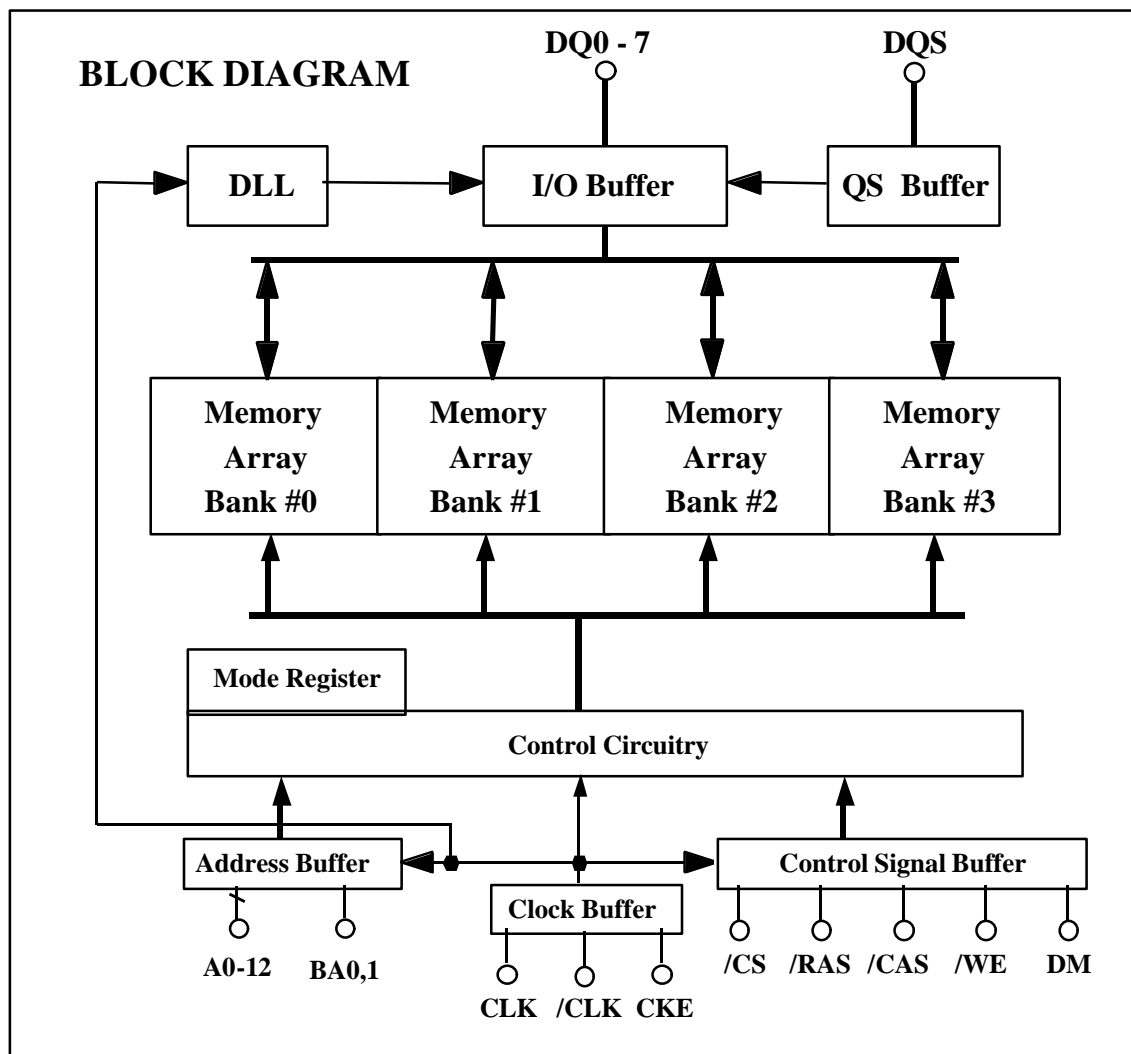 DQ0 - 7
DQS
BLOCK DIAGRAM
DLL
I/O Buffer
QS Buffer
Memory
Array
Bank #0
Memory
Array
Bank #1
Memory
Array
Bank #2
Memory
Array
Bank #3
Mode Register
Control Circuitry
Address Buffer
Control Signal Buffer
Clock Buffer
A0-12
BA0,1
/CS
/RAS
/CAS
/WE
DM
CLK
/CLK
CKE